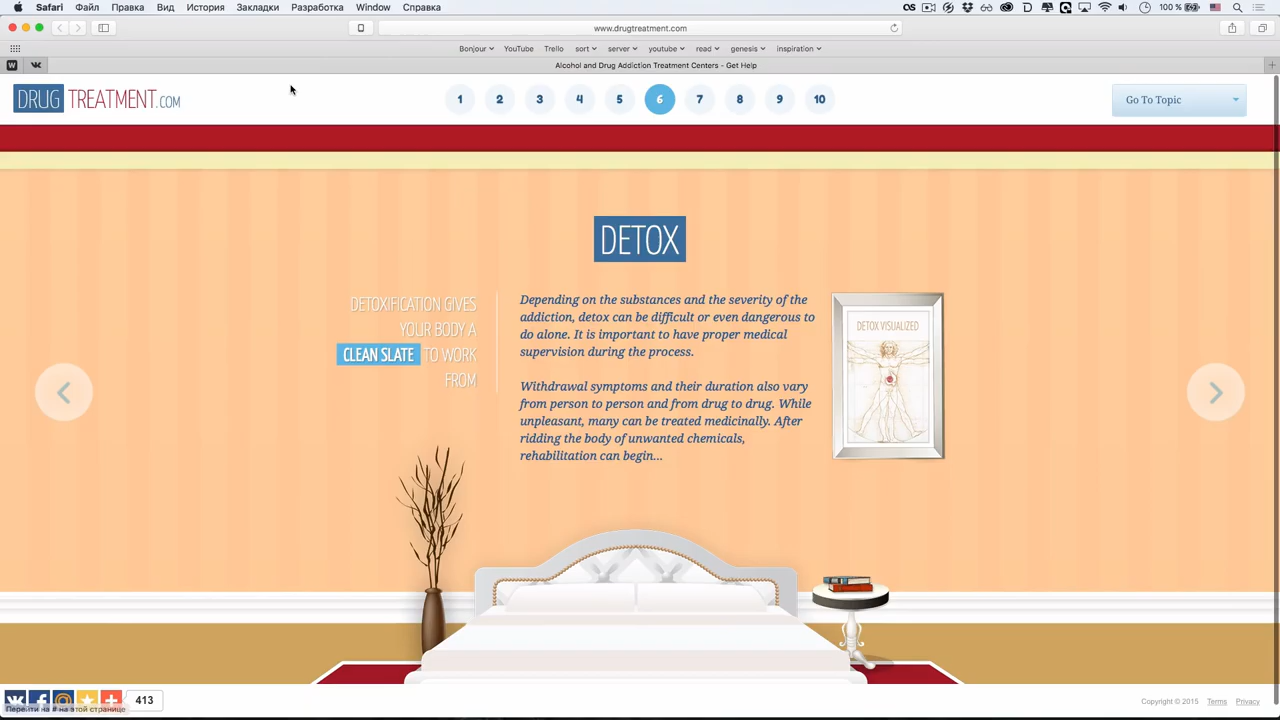 Safari Файл Правка Вид История Закладки Разработка Window Справка 100 %
www.drugtreatment.com
Bonjour YouTube Trello sort server youtube read genesis inspiration
Alcohol and Drug Addiction Treatment Centers - Get Help
DRUG TREATMENT.COM
1 2 3 4 5 6 7 8 9 10
Go To Topic
DETOX
DETOXIFICATION GIVES
YOUR BODY A
CLEAN SLATE TO WORK
FROM
Depending on the substances and the severity of the
addiction, detox can be difficult or even dangerous to
do alone. It is important to have proper medical
supervision during the process.
Withdrawal symptoms and their duration also vary
from person to person and from drug to drug. While
unpleasant, many can be treated medicinally. After
ridding the body of unwanted chemicals,
rehabilitation can begin...
DETOX VISUALIZED
413
Перейти на # на этой странице
Copyright © 2015 Terms Privacy